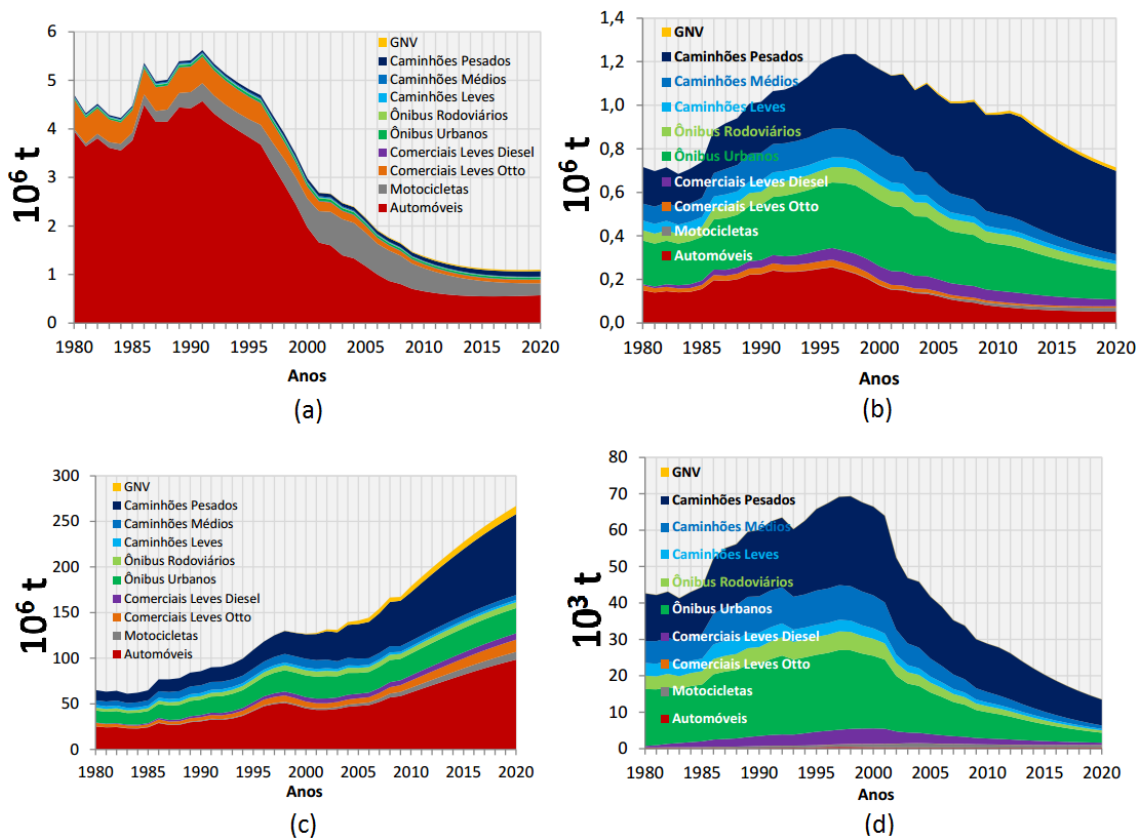 10⁶ t
6
5
4
3
2
1
0
GNV
Caminhões Pesados
Caminhões Médios
Caminhões Leves
Ônibus Rodoviários
Ônibus Urbanos
Comerciais Leves Diesel
Comerciais Leves Otto
Motocicletas
Automóveis
1980 1985 1990 1995 2000 2005 2010 2015 2020
Anos
(a)
10⁶ t
1,4
1,2
1,0
0,8
0,6
0,4
0,2
0,0
GNV
Caminhões Pesados
Caminhões Médios
Caminhões Leves
Ônibus Rodoviários
Ônibus Urbanos
Comerciais Leves Diesel
Comerciais Leves Otto
Motocicletas
Automóveis
1980 1985 1990 1995 2000 2005 2010 2015 2020
Anos
(b)
10⁶ t
300
250
200
150
100
50
0
GNV
Caminhões Pesados
Caminhões Médios
Caminhões Leves
Ônibus Rodoviários
Ônibus Urbanos
Comerciais Leves Diesel
Comerciais Leves Otto
Motocicletas
Automóveis
1980 1985 1990 1995 2000 2005 2010 2015 2020
Anos
(c)
10³ t
80
70
60
50
40
30
20
10
0
GNV
Caminhões Pesados
Caminhões Médios
Caminhões Leves
Ônibus Rodoviários
Ônibus Urbanos
Comerciais Leves Diesel
Comerciais Leves Otto
Motocicletas
Automóveis
1980 1985 1990 1995 2000 2005 2010 2015 2020
Anos
(d)